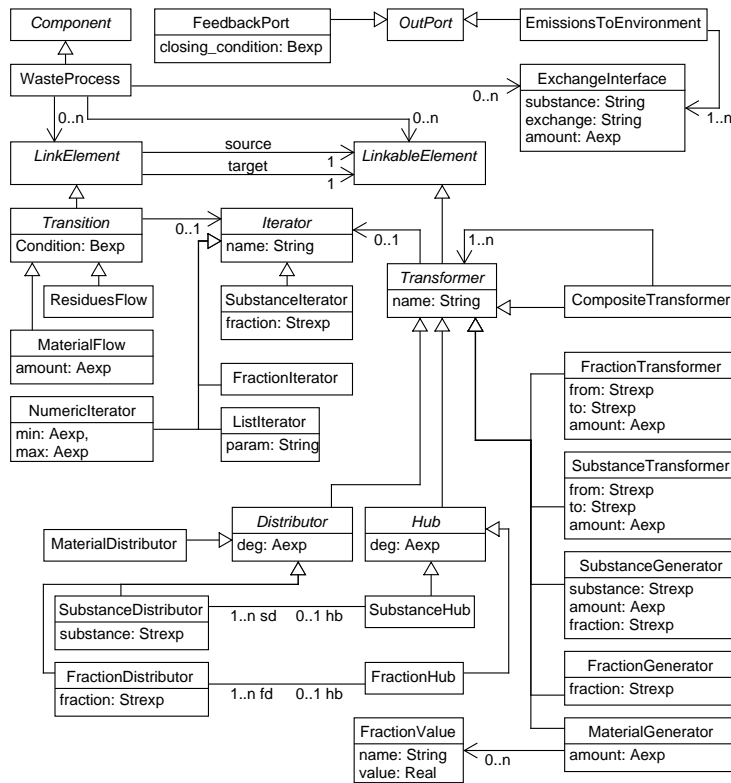 Component
FeedbackPort
closing_condition: Bexp
OutPort
EmissionsToEnvironment
WasteProcess
0..n
0..n
0..n
ExchangeInterface
substance: String
exchange: String
amount: Aexp
1..n
LinkElement
source
1
target
1
LinkableElement
Transition
Condition: Bexp
0..1
Iterator
name: String
0..1
1..n
Transformer
name: String
CompositeTransformer
ResiduesFlow
SubstanceIterator
fraction: Strexp
MaterialFlow
amount: Aexp
FractionIterator
NumericIterator
min: Aexp,
max: Aexp
ListIterator
param: String
FractionTransformer
from: Strexp
to: Strexp
amount: Aexp
SubstanceTransformer
from: Strexp
to: Strexp
amount: Aexp
MaterialDistributor
Distributor
deg: Aexp
Hub
deg: Aexp
SubstanceGenerator
substance: Strexp
amount: Aexp
fraction: Strexp
SubstanceDistributor
substance: Strexp
1..n sd
0..1 hb
SubstanceHub
FractionDistributor
fraction: Strexp
1..n fd
0..1 hb
FractionHub
FractionGenerator
fraction: Strexp
FractionValue
name: String
value: Real
0..n
MaterialGenerator
amount: Aexp